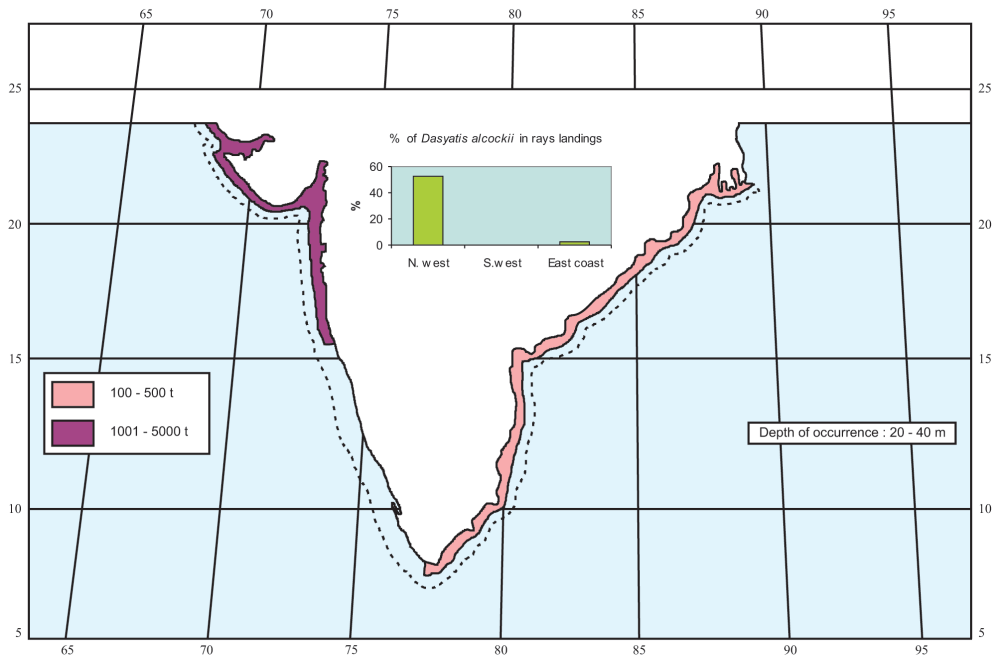 65 70 75 80 85 90 95
25 25
% of Dasyatis alcockii in rays landings
60
40
20
0
%
N. west S.west East coast
20 20
15 15
100 - 500 t
1001 - 5000 t
Depth of occurrence : 20 - 40 m
10 10
5 5
65 70 75 80 85 90 95